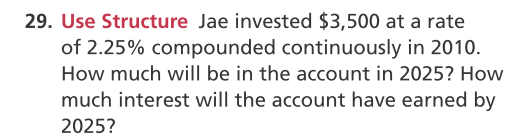 29. Use Structure Jae invested $3,500 at a rate
of 2.25% compounded continuously in 2010.
How much will be in the account in 2025? How
much interest will the account have earned by
2025?